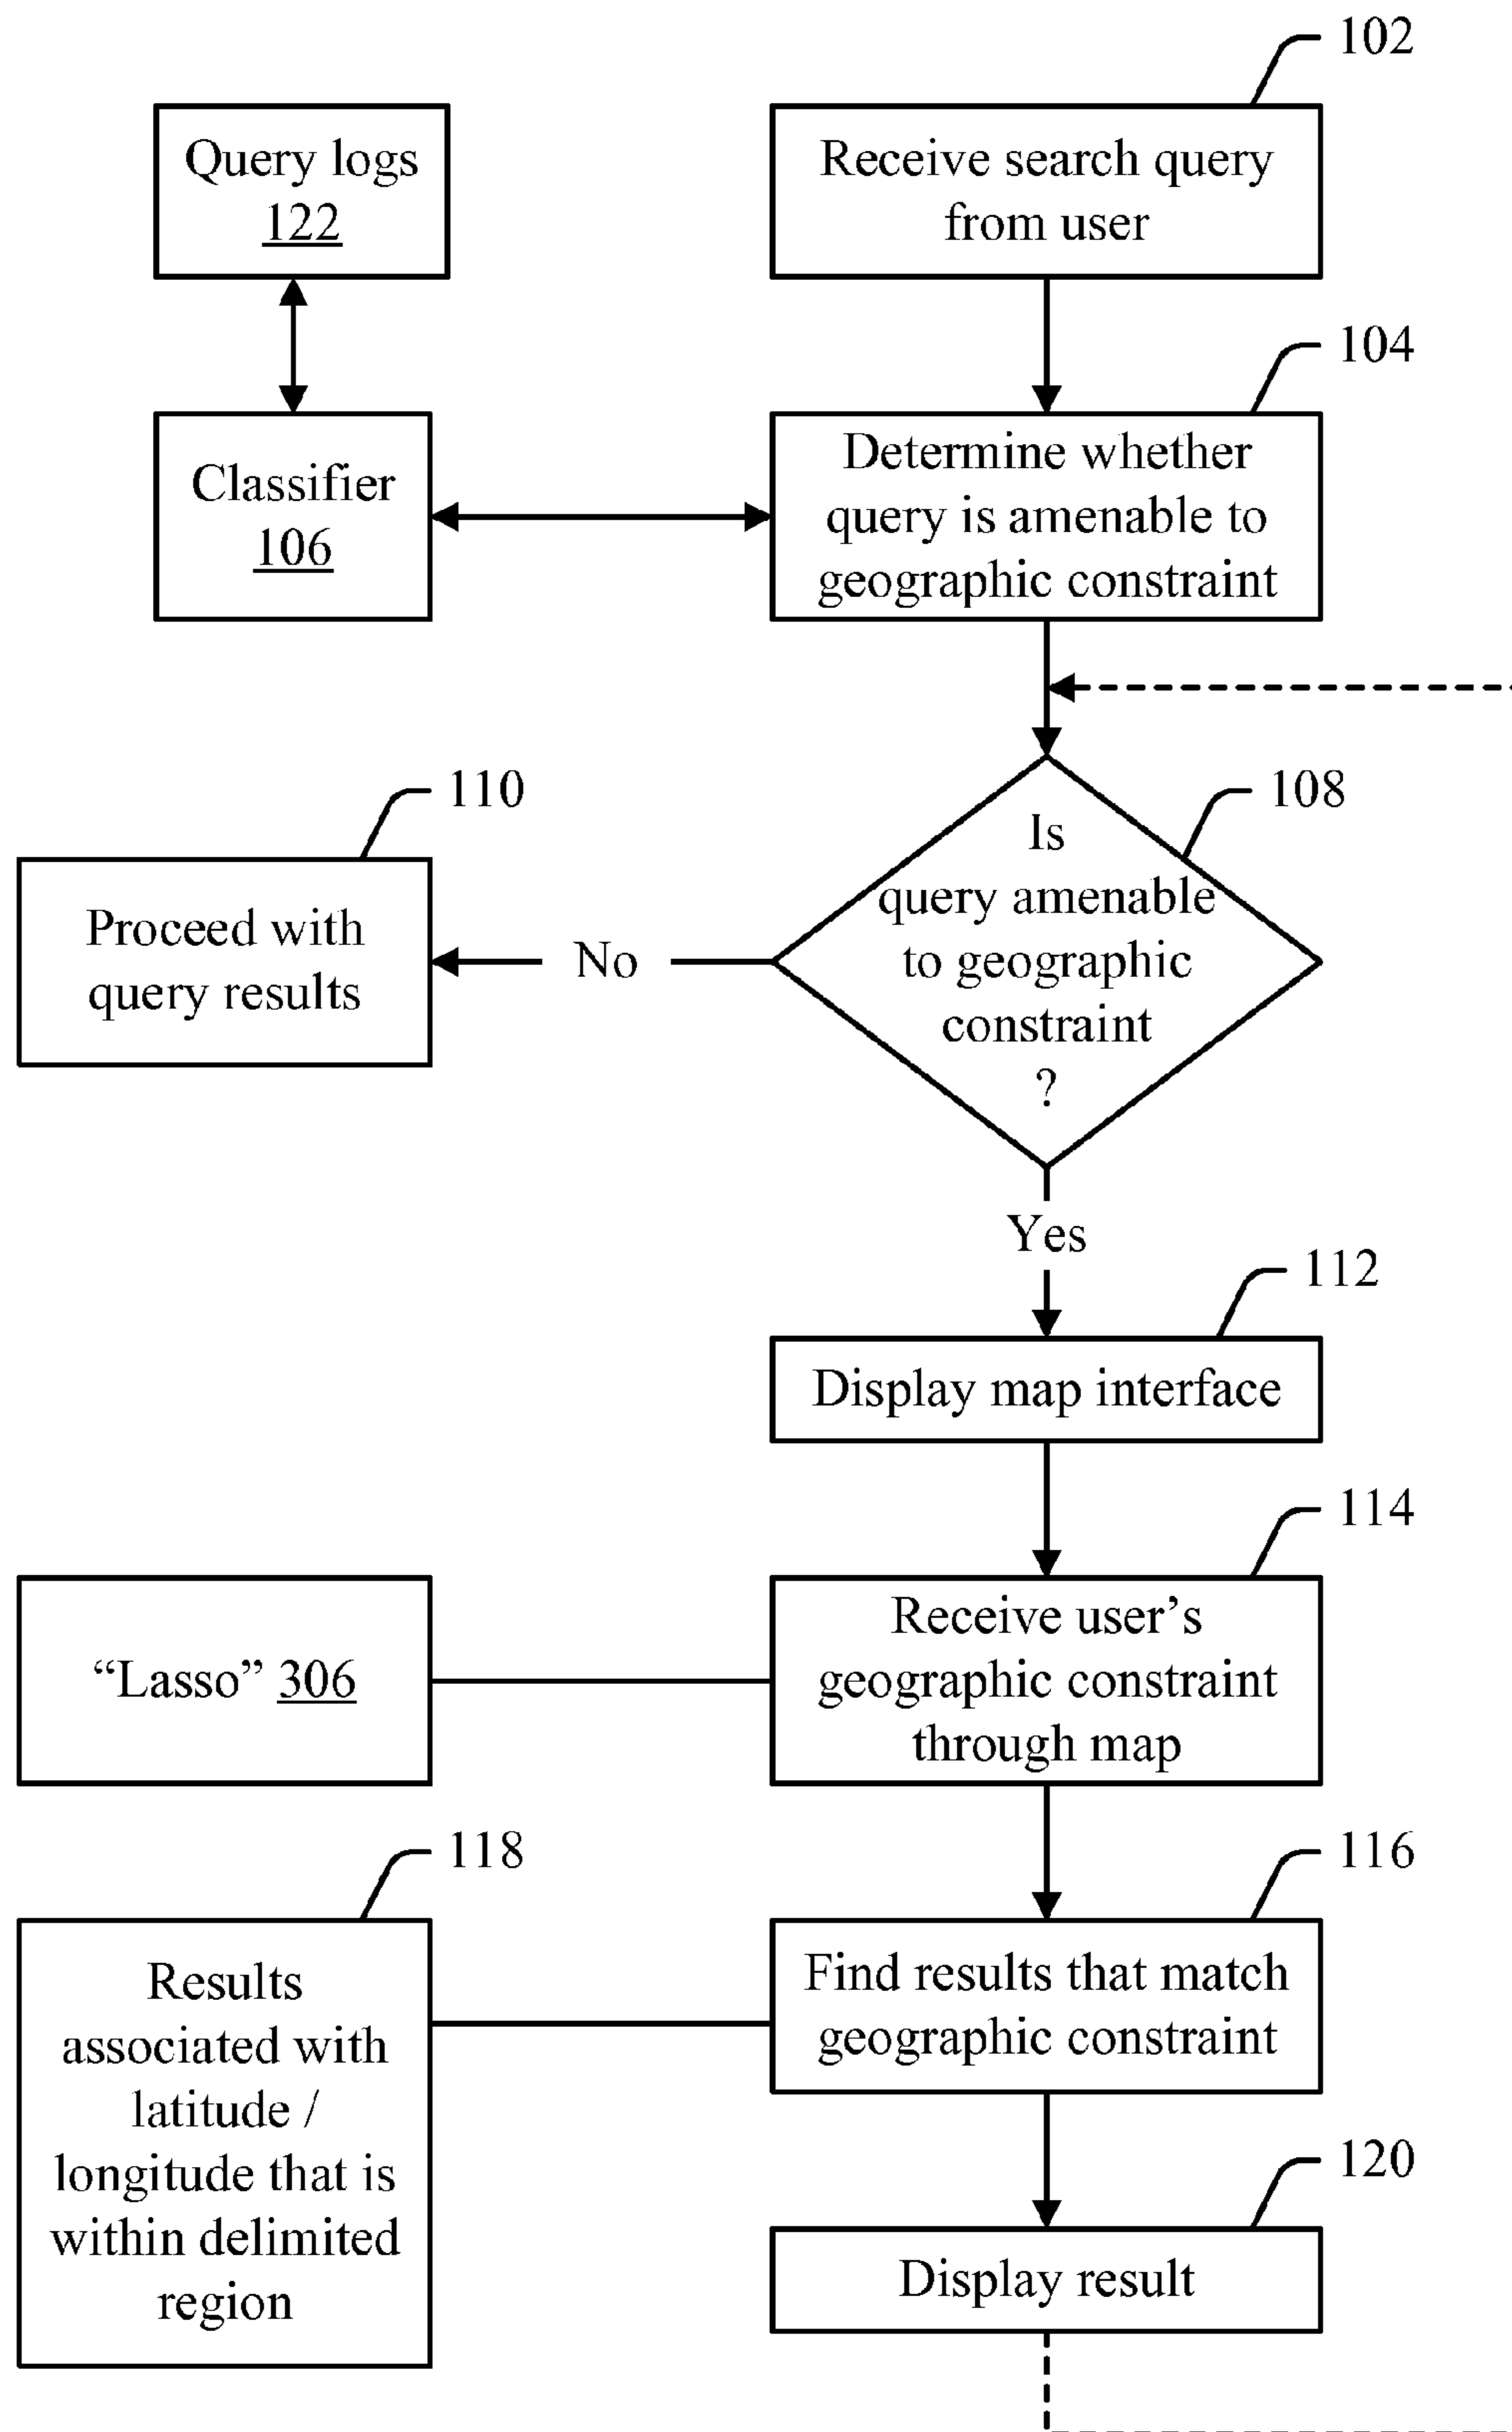 102
Query logs
122
Receive search query
from user
104
Classifier
106
Determine whether
query is amenable to
geographic constraint
110
108
Proceed with
query results
No
Is
query amenable
to geographic
constraint
?
Yes
112
Display map interface
114
“Lasso” 306
Receive user’s
geographic constraint
through map
118
116
Results
associated with
latitude /
longitude that is
within delimited
region
Find results that match
geographic constraint
120
Display result